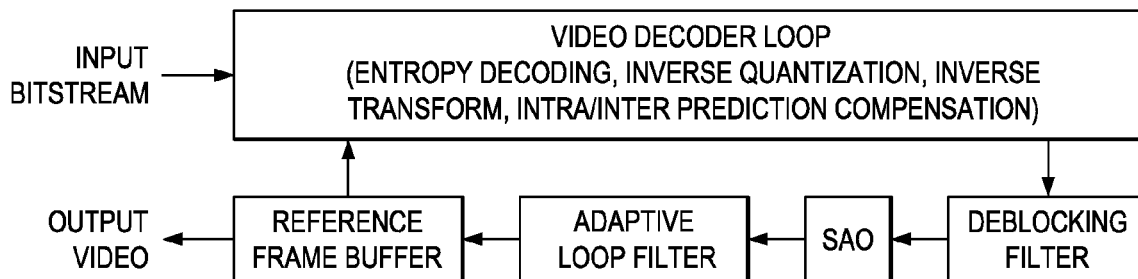 INPUT
BITSTREAM
VIDEO DECODER LOOP
(ENTROPY DECODING, INVERSE QUANTIZATION, INVERSE
TRANSFORM, INTRA/INTER PREDICTION COMPENSATION)
OUTPUT
VIDEO
REFERENCE
FRAME BUFFER
ADAPTIVE
LOOP FILTER
SAO
DEBLOCKING
FILTER